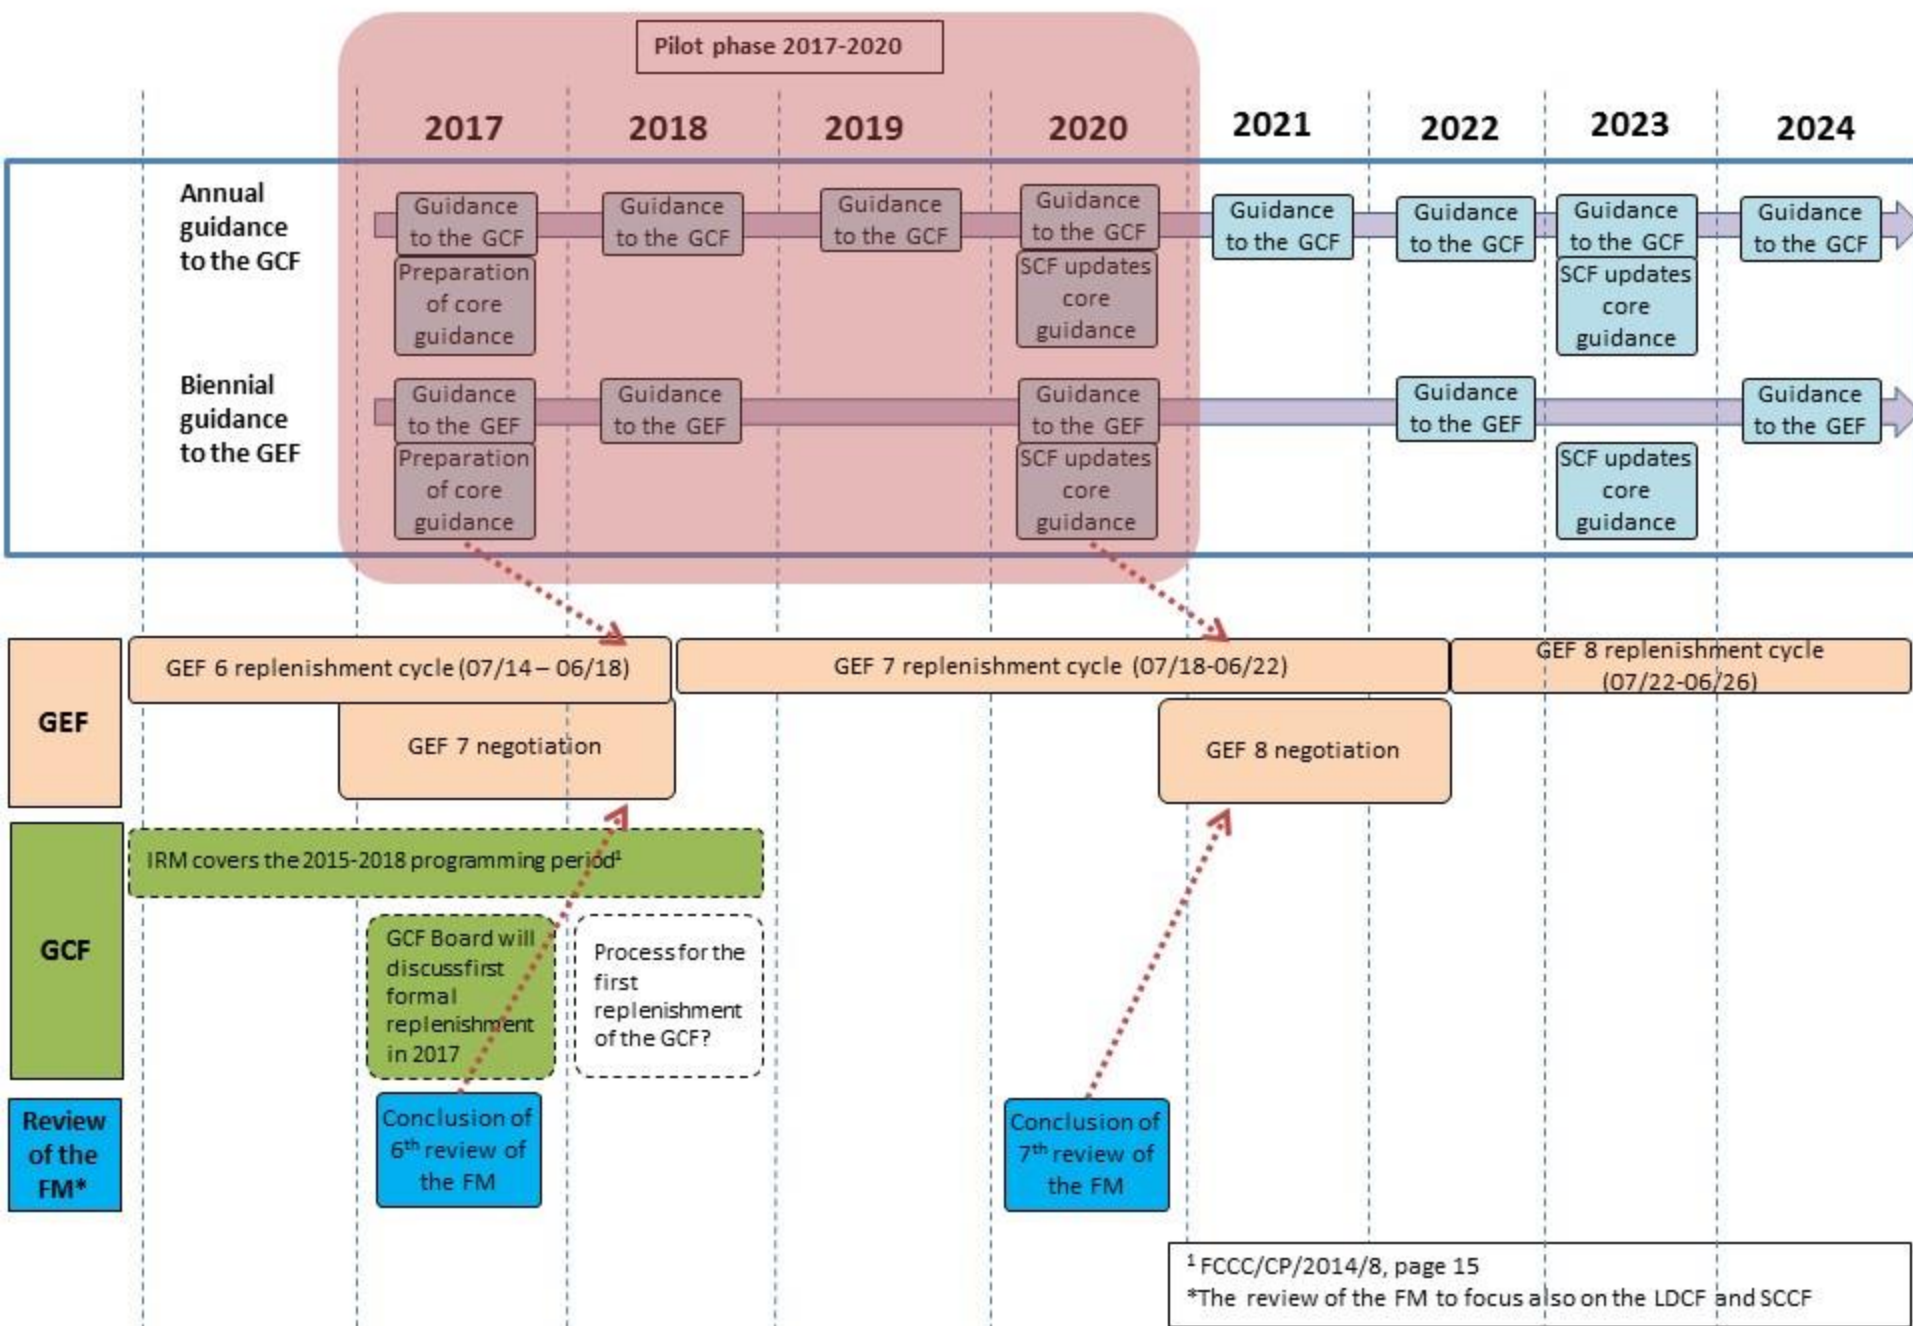 Pilot phase 2017-2020
2017
2018
2019
2020
2021
2022
2023
2024
Annual
guidance
to the GCF
Guidance
to the GCF
Preparation
of core
guidance
Guidance
to the GCF
Guidance
to the GCF
Guidance
to the GCF
SCF updates
core
guidance
Guidance
to the GCF
Guidance
to the GCF
Guidance
to the GCF
SCF updates
core
guidance
Guidance
to the GCF
Biennial
guidance
to the GEF
Guidance
to the GEF
Preparation
of core
guidance
Guidance
to the GEF
Guidance
to the GEF
SCF updates
core
guidance
Guidance
to the GEF
SCF updates
core
guidance
Guidance
to the GEF
GEF
GEF 6 replenishment cycle (07/14 – 06/18)
GEF 7 replenishment cycle (07/18-06/22)
GEF 8 replenishment cycle
(07/22-06/26)
GEF 7 negotiation
GEF 8 negotiation
GCF
IRM covers the 2015-2018 programming period¹
GCF Board will
discussfirst
formal
replenishment
in 2017
Process for the
first
replenishment
of the GCF?
Review
of the
FM*
Conclusion of
6th review of
the FM
Conclusion of
7th review of
the FM
¹ FCCC/CP/2014/8, page 15
*The review of the FM to focus also on the LDCF and SCCF